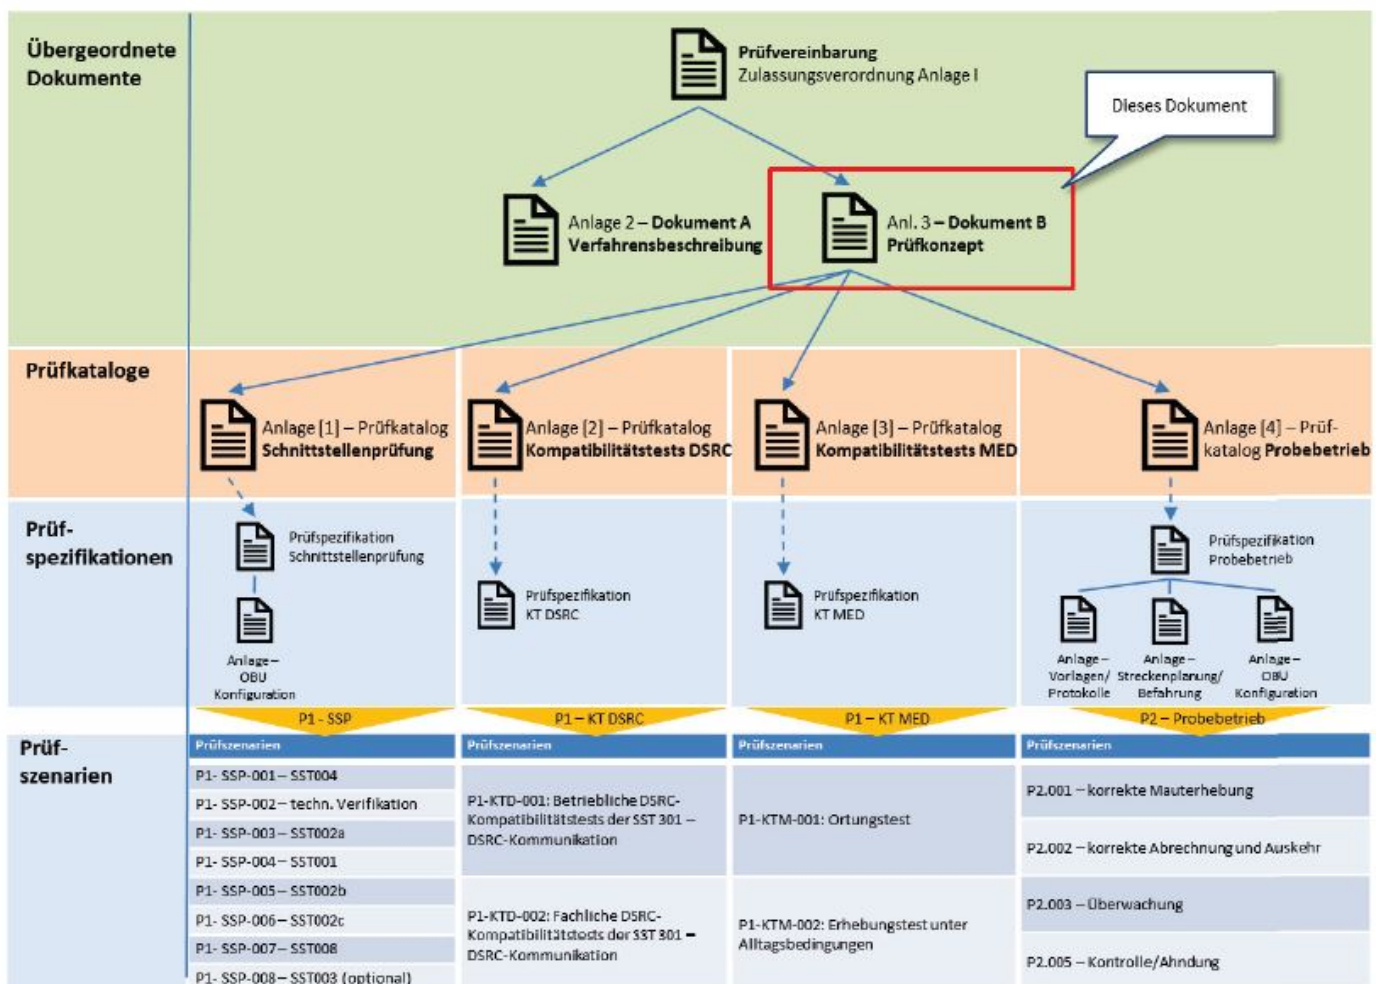 Übergeordnete
Dokumente
Prüfvereinbarung
Zulassungsverordnung Anlage I
Dieses Dokument
Anlage 2 – Dokument A
Verfahrensbeschreibung
Anl. 3 – Dokument B
Prüfkonzept
Prüfkataloge
Anlage [1] – Prüfkatalog
Schnittstellenprüfung
Anlage [2] – Prüfkatalog
Kompatibilitätstests DSRC
Anlage [3] – Prüfkatalog
Kompatibilitätstests MED
Anlage [4] – Prüf-
katalog Probebetrieb
Prüf-
spezifikationen
Prüfspezifikation
Schnittstellenprüfung
Anlage –
OBU
Konfiguration
Prüfspezifikation
KT DSRC
Prüfspezifikation
KT MED
Prüfspezifikation
Probebetrieb
Anlage –
Vorlagen/
Protokolle
Anlage –
Streckenplanung/
Befahrung
Anlage –
OBU
Konfiguration
P1 - SSP
P1 – KT DSRC
P1 – KT MED
P2 – Probebetrieb
Prüf-
szenarien
Prüfszenarien
P1- SSP-001 – SST004
P1- SSP-002 – techn. Verifikation
P1- SSP-003 – SST002a
P1- SSP-004 – SST001
P1- SSP-005 – SST002b
P1- SSP-006 – SST002c
P1- SSP-007 – SST008
P1- SSP-008 – SST003 (optional)
Prüfszenarien
P1-KTD-001: Betriebliche DSRC-
Kompatibilitätstests der SST 301 –
DSRC-Kommunikation
P1-KTD-002: Fachliche DSRC-
Kompatibilitätstests der SST 301 –
DSRC-Kommunikation
Prüfszenarien
P1-KTM-001: Ortungstest
P1-KTM-002: Erhebungstest unter
Alltagsbedingungen
Prüfszenarien
P2.001 – korrekte Mauterhebung
P2.002 – korrekte Abrechnung und Auskehr
P2.003 – Überwachung
P2.005 – Kontrolle/Ahndung